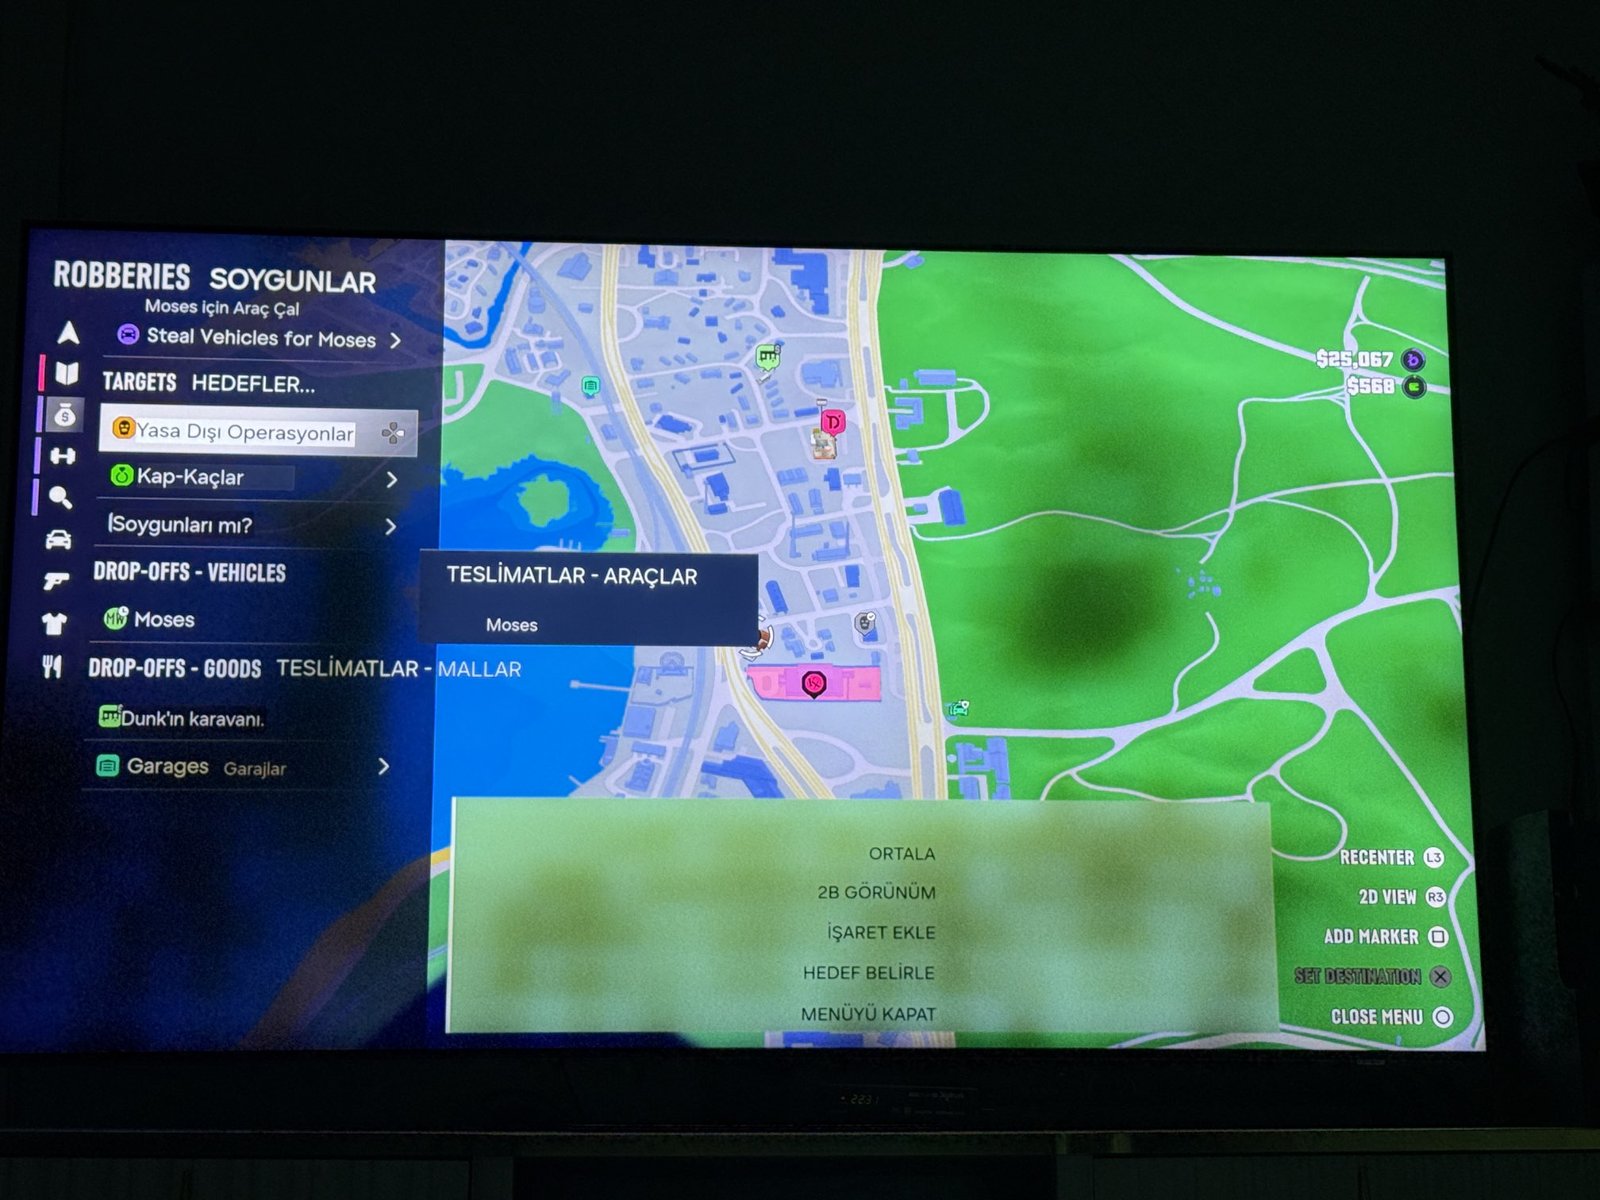 ROBBERIES SOYGUNLAR
Moses için Araç Çal
Steal Vehicles for Moses
TARGETS HEDEFLER...
Yasa Dışı Operasyonlar
Kap-Kaçlar
Soygunları mı?
DROP-OFFS - VEHICLES
TESLİMATLAR - ARAÇLAR
Moses
MW Moses
DROP-OFFS - GOODS TESLİMATLAR - MALLAR
Dunk'ın karavanı.
Garages Garajlar
$25,067
$568
ORTALA
2B GÖRÜNÜM
İŞARET EKLE
HEDEF BELİRLE
MENÜYÜ KAPAT
RECENTER L3
2D VIEW R3
ADD MARKER
SET DESTINATION
CLOSE MENU